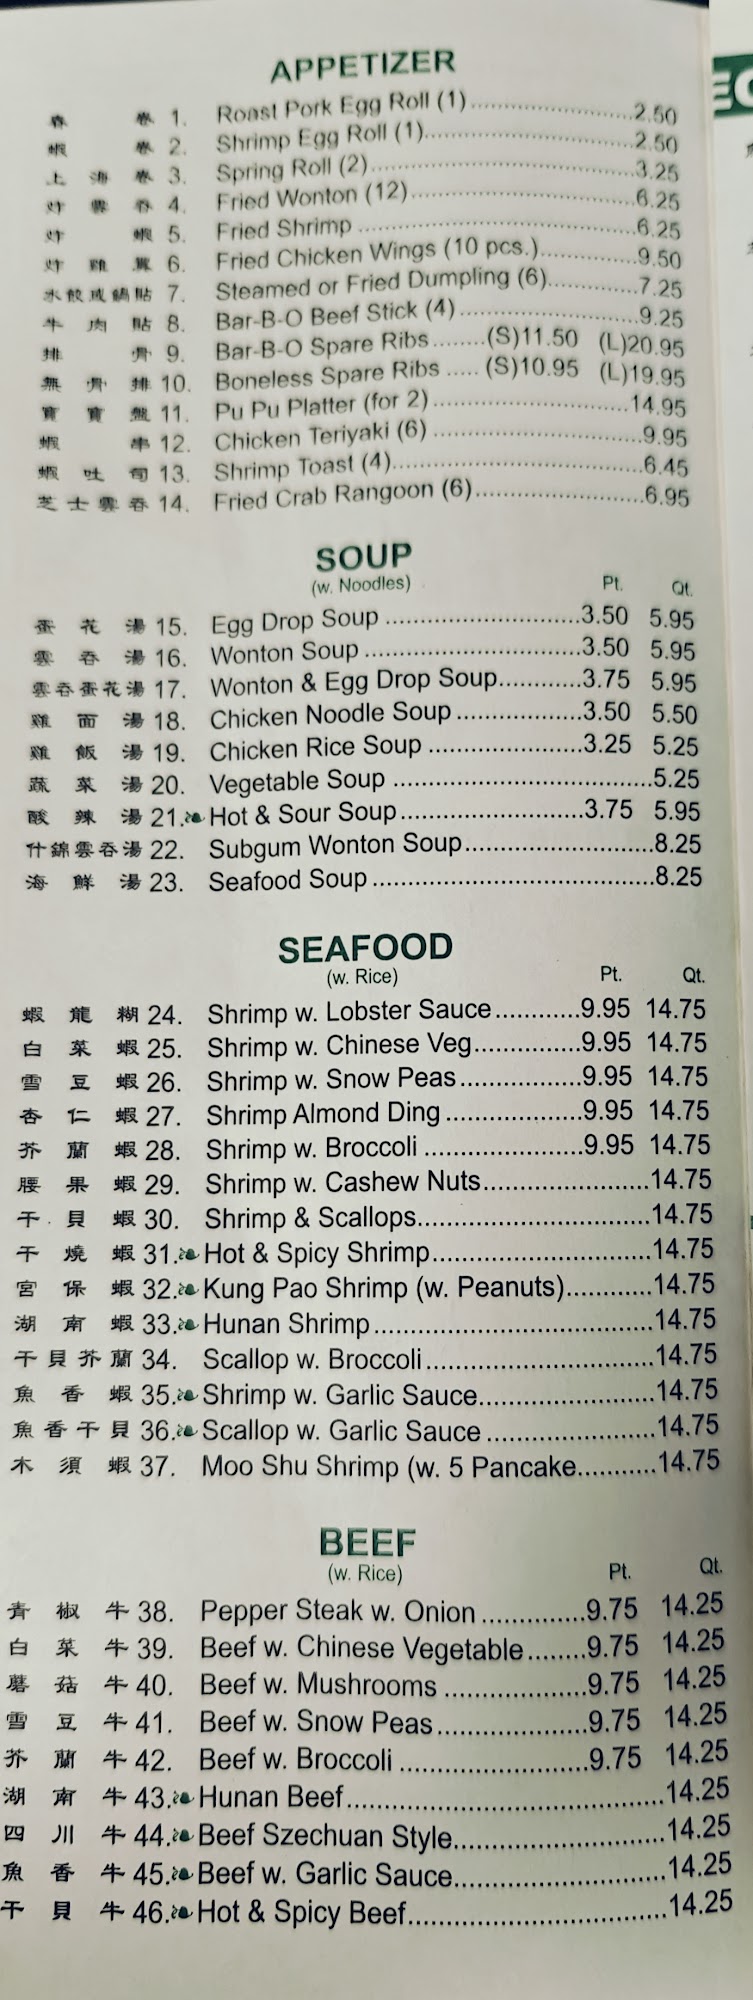 APPETIZER
春 卷 1. Roast Pork Egg Roll (1)..........2.50
蝦 卷 2. Shrimp Egg Roll (1)..........2.50
上 海 卷 3. Spring Roll (2)..........3.25
炸 雲 吞 4. Fried Wonton (12)..........6.25
炸 蝦 5. Fried Shrimp ..........6.25
炸 雞 翼 6. Fried Chicken Wings (10 pcs.)..........9.50
水餃或鍋貼 7. Steamed or Fried Dumpling (6)..........7.25
牛 肉 貼 8. Bar-B-O Beef Stick (4)..........9.25
排 骨 9. Bar-B-O Spare Ribs........(S)11.50 (L)20.95
無 骨 排 10. Boneless Spare Ribs ..... (S)10.95 (L)19.95
寶 寶 盤 11. Pu Pu Platter (for 2) ..........14.95
蝦 串 12. Chicken Teriyaki (6) ..........9.95
蝦 吐 司 13. Shrimp Toast (4)..........6.45
芝士雲吞 14. Fried Crab Rangoon (6)..........6.95
SOUP
(w. Noodles) Pt. Qt.
蛋 花 湯 15. Egg Drop Soup ..........3.50 5.95
雲 吞 湯 16. Wonton Soup ..........3.50 5.95
雲吞蛋花湯 17. Wonton & Egg Drop Soup..........3.75 5.95
雞 面 湯 18. Chicken Noodle Soup ..........3.50 5.50
雞 飯 湯 19. Chicken Rice Soup ..........3.25 5.25
蔬 菜 湯 20. Vegetable Soup ..........5.25
酸 辣 湯 21. Hot & Sour Soup..........3.75 5.95
什錦雲吞湯 22. Subgum Wonton Soup..........8.25
海 鮮 湯 23. Seafood Soup..........8.25
SEAFOOD
(w. Rice) Pt. Qt.
蝦 龍 糊 24. Shrimp w. Lobster Sauce..........9.95 14.75
白 菜 蝦 25. Shrimp w. Chinese Veg..........9.95 14.75
雪 豆 蝦 26. Shrimp w. Snow Peas..........9.95 14.75
杏 仁 蝦 27. Shrimp Almond Ding ..........9.95 14.75
芥 蘭 蝦 28. Shrimp w. Broccoli ..........9.95 14.75
腰 果 蝦 29. Shrimp w. Cashew Nuts..........14.75
干 貝 蝦 30. Shrimp & Scallops..........14.75
干 燒 蝦 31. Hot & Spicy Shrimp..........14.75
宮 保 蝦 32. Kung Pao Shrimp (w. Peanuts)..........14.75
湖 南 蝦 33. Hunan Shrimp..........14.75
干貝芥蘭 34. Scallop w. Broccoli..........14.75
魚 香 蝦 35. Shrimp w. Garlic Sauce..........14.75
魚香干貝 36. Scallop w. Garlic Sauce ..........14.75
木 須 蝦 37. Moo Shu Shrimp (w. 5 Pancake..........14.75
BEEF
(w. Rice) Pt. Qt.
青 椒 牛 38. Pepper Steak w. Onion ..........9.75 14.25
白 菜 牛 39. Beef w. Chinese Vegetable........9.75 14.25
蘑 菇 牛 40. Beef w. Mushrooms ..........9.75 14.25
雪 豆 牛 41. Beef w. Snow Peas..........9.75 14.25
芥 蘭 牛 42. Beef w. Broccoli ..........9.75 14.25
湖 南 牛 43. Hunan Beef..........14.25
四 川 牛 44. Beef Szechuan Style..........14.25
魚 香 牛 45. Beef w. Garlic Sauce..........14.25
干 貝 牛 46. Hot & Spicy Beef..........14.25